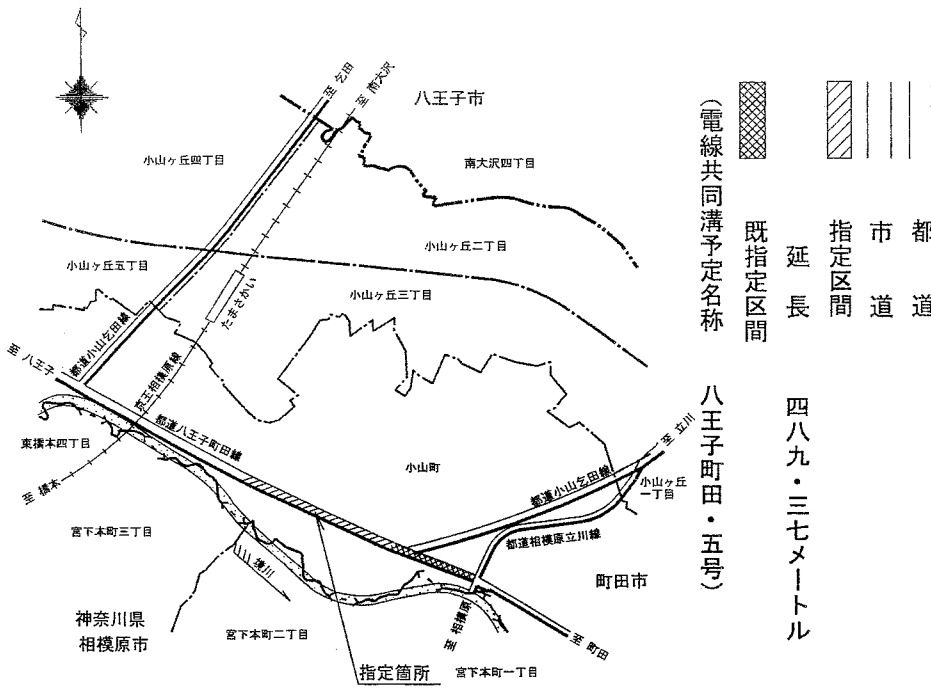 都道
市道
指定区間
延長 四八九・三七メートル
既指定区間
（電線共同溝予定名称 八王子町田・五号）
至 乞田
至 南大沢
八王子市
小山ヶ丘四丁目
南大沢四丁目
小山ヶ丘二丁目
小山ヶ丘五丁目
小山ヶ丘三丁目
たまさかい
都道小山乞田線
至 八王子
京王相模原線
都道八王子町田線
東橋本四丁目
至 橋本
小山町
至 立川
都道小山乞田線
小山ヶ丘
一丁目
都道相模原立川線
宮下本町三丁目
境川
町田市
神奈川県
相模原市
宮下本町二丁目
至 相模原
至 町田
指定箇所
宮下本町一丁目